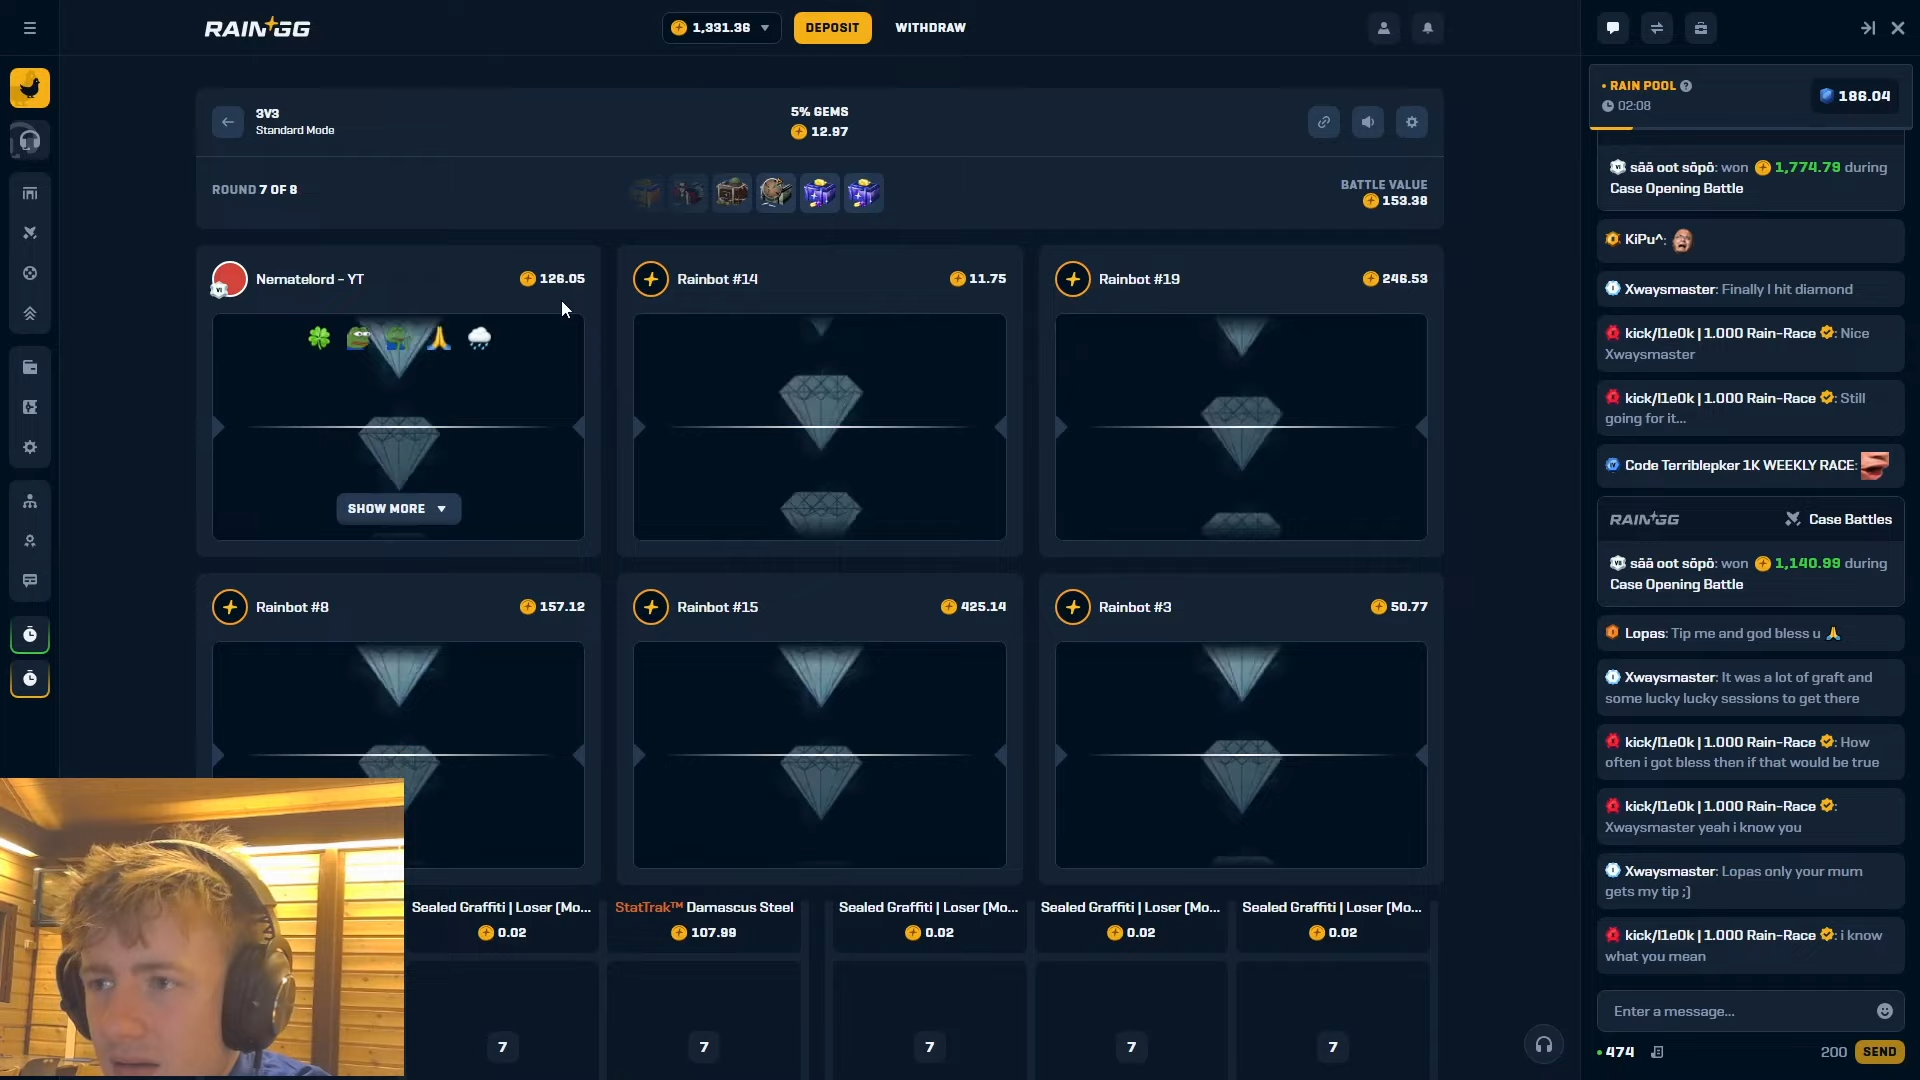 RAIN GG
1,331.36
DEPOSIT
WITHDRAW
3V3
Standard Mode
5% GEMS
12.97
ROUND 7 OF 8
BATTLE VALUE
153.38
Nematelord - YT
126.05
SHOW MORE
Rainbot #14
11.75
Rainbot #19
246.53
Rainbot #8
157.12
Rainbot #15
425.14
Rainbot #3
50.77
Sealed Graffiti | Loser (Mo...
0.02
StatTrak™ Damascus Steel
107.99
Sealed Graffiti | Loser (Mo...
0.02
Sealed Graffiti | Loser (Mo...
0.02
Sealed Graffiti | Loser (Mo...
0.02
7
7
7
7
7
RAIN POOL ?
02:08
186.04
sää oot söpö: won 1,774.79 during
Case Opening Battle
KiPu^:
Xwaysmaster: Finally I hit diamond
kick/l1e0k | 1.000 Rain-Race : Nice
Xwaysmaster
kick/l1e0k | 1.000 Rain-Race : Still
going for it...
Code Terriblepker 1K WEEKLY RACE:
RAIN GG
Case Battles
sää oot söpö: won 1,140.99 during
Case Opening Battle
Lopas: Tip me and god bless u 🙏
Xwaysmaster: It was a lot of graft and
some lucky lucky sessions to get there
kick/l1e0k | 1.000 Rain-Race : How
often i got bless then if that would be true
kick/l1e0k | 1.000 Rain-Race :
Xwaysmaster yeah i know you
Xwaysmaster: Lopas only your mum
gets my tip ;)
kick/l1e0k | 1.000 Rain-Race : i know
what you mean
Enter a message...
474
200
SEND